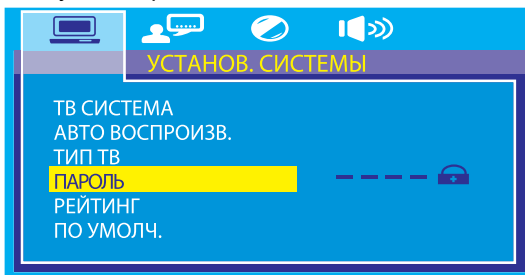 УСТАНОВ. СИСТЕМЫ
ТВ СИСТЕМА
АВТО ВОСПРОИЗВ.
ТИП ТВ
ПАРОЛЬ
РЕЙТИНГ
ПО УМОЛЧ.